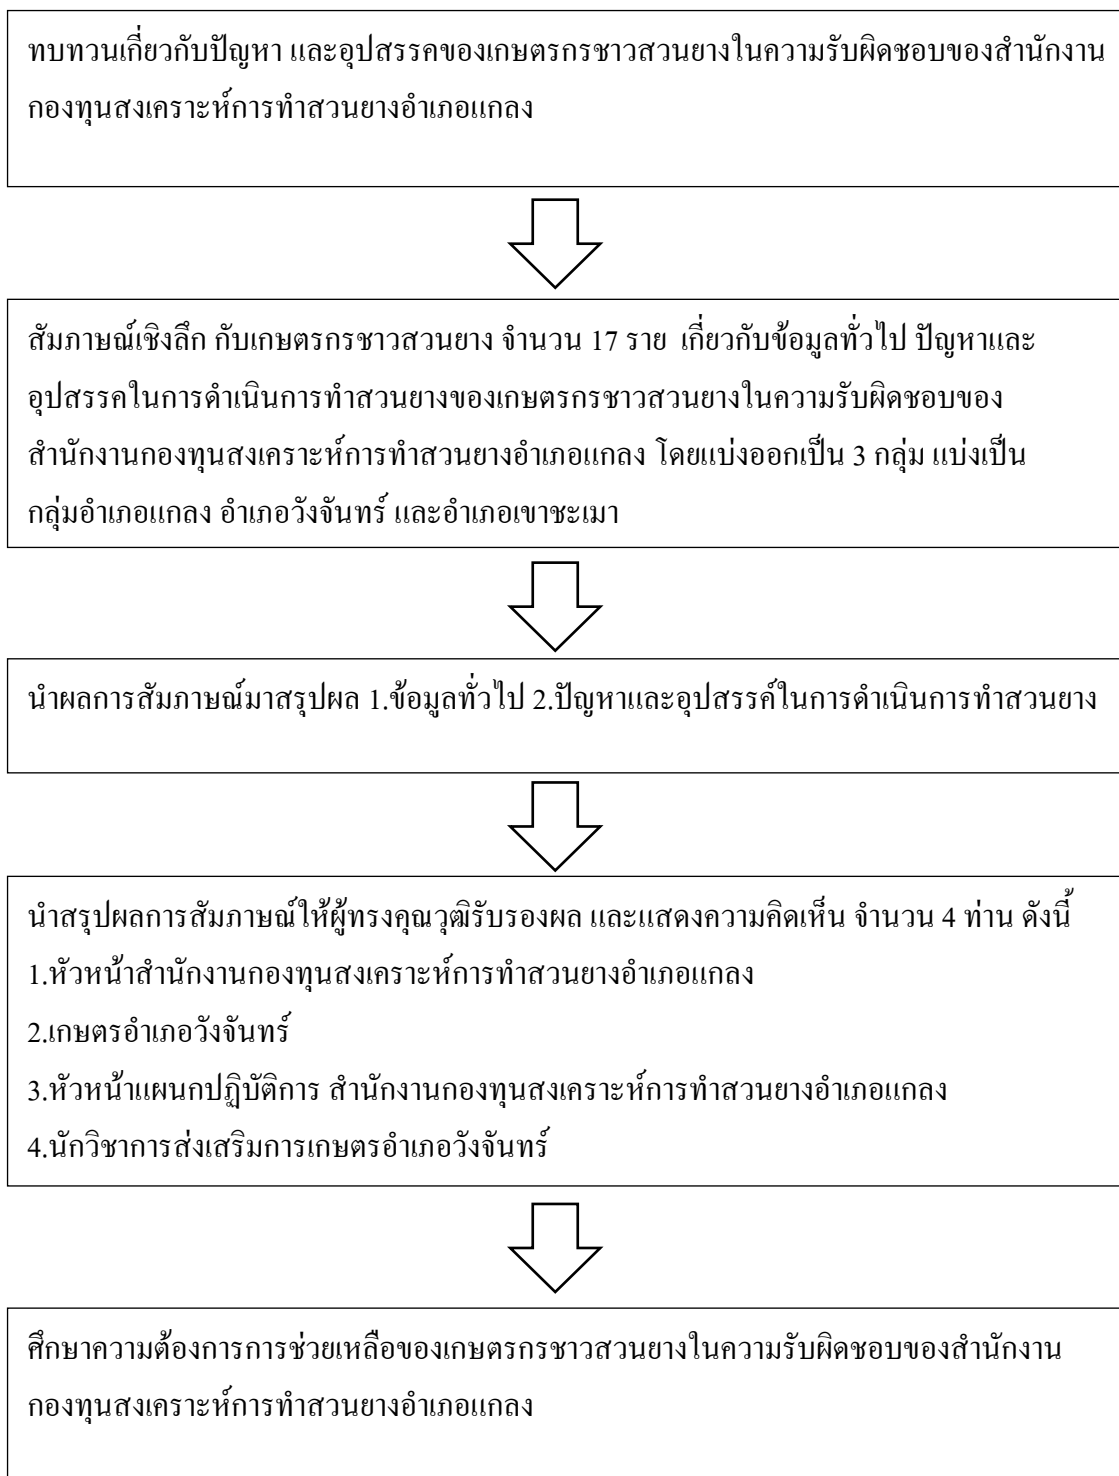 ทบทวนเกี่ยวกับปัญหา และอุปสรรคของเกษตรกรชาวสวนยางในความรับผิดชอบของสำนักงาน
กองทุนสงเคราะห์การทำสวนยางอำเภอแกลง
สัมภาษณ์เชิงลึก กับเกษตรกรชาวสวนยาง จำนวน 17 ราย เกี่ยวกับข้อมูลทั่วไป ปัญหาและ
อุปสรรคในการดำเนินการทำสวนยางของเกษตรกรชาวสวนยางในความรับผิดชอบของ
สำนักงานกองทุนสงเคราะห์การทำสวนยางอำเภอแกลง โดยแบ่งออกเป็น 3 กลุ่ม แบ่งเป็น
กลุ่มอำเภอแกลง อำเภอวังจันทร์ และอำเภอเขาชะเมา
นำผลการสัมภาษณ์มาสรุปผล 1.ข้อมูลทั่วไป 2.ปัญหาและอุปสรรค์ในการดำเนินการทำสวนยาง
นำสรุปผลการสัมภาษณ์ให้ผู้ทรงคุณวุฒิรับรองผล และแสดงความคิดเห็น จำนวน 4 ท่าน ดังนี้
1.หัวหน้าสำนักงานกองทุนสงเคราะห์การทำสวนยางอำเภอแกลง
2.เกษตรอำเภอวังจันทร์
3.หัวหน้าแผนกปฏิบัติการ สำนักงานกองทุนสงเคราะห์การทำสวนยางอำเภอแกลง
4.นักวิชาการส่งเสริมการเกษตรอำเภอวังจันทร์
ศึกษาความต้องการการช่วยเหลือของเกษตรกรชาวสวนยางในความรับผิดชอบของสำนักงาน
กองทุนสงเคราะห์การทำสวนยางอำเภอแกลง